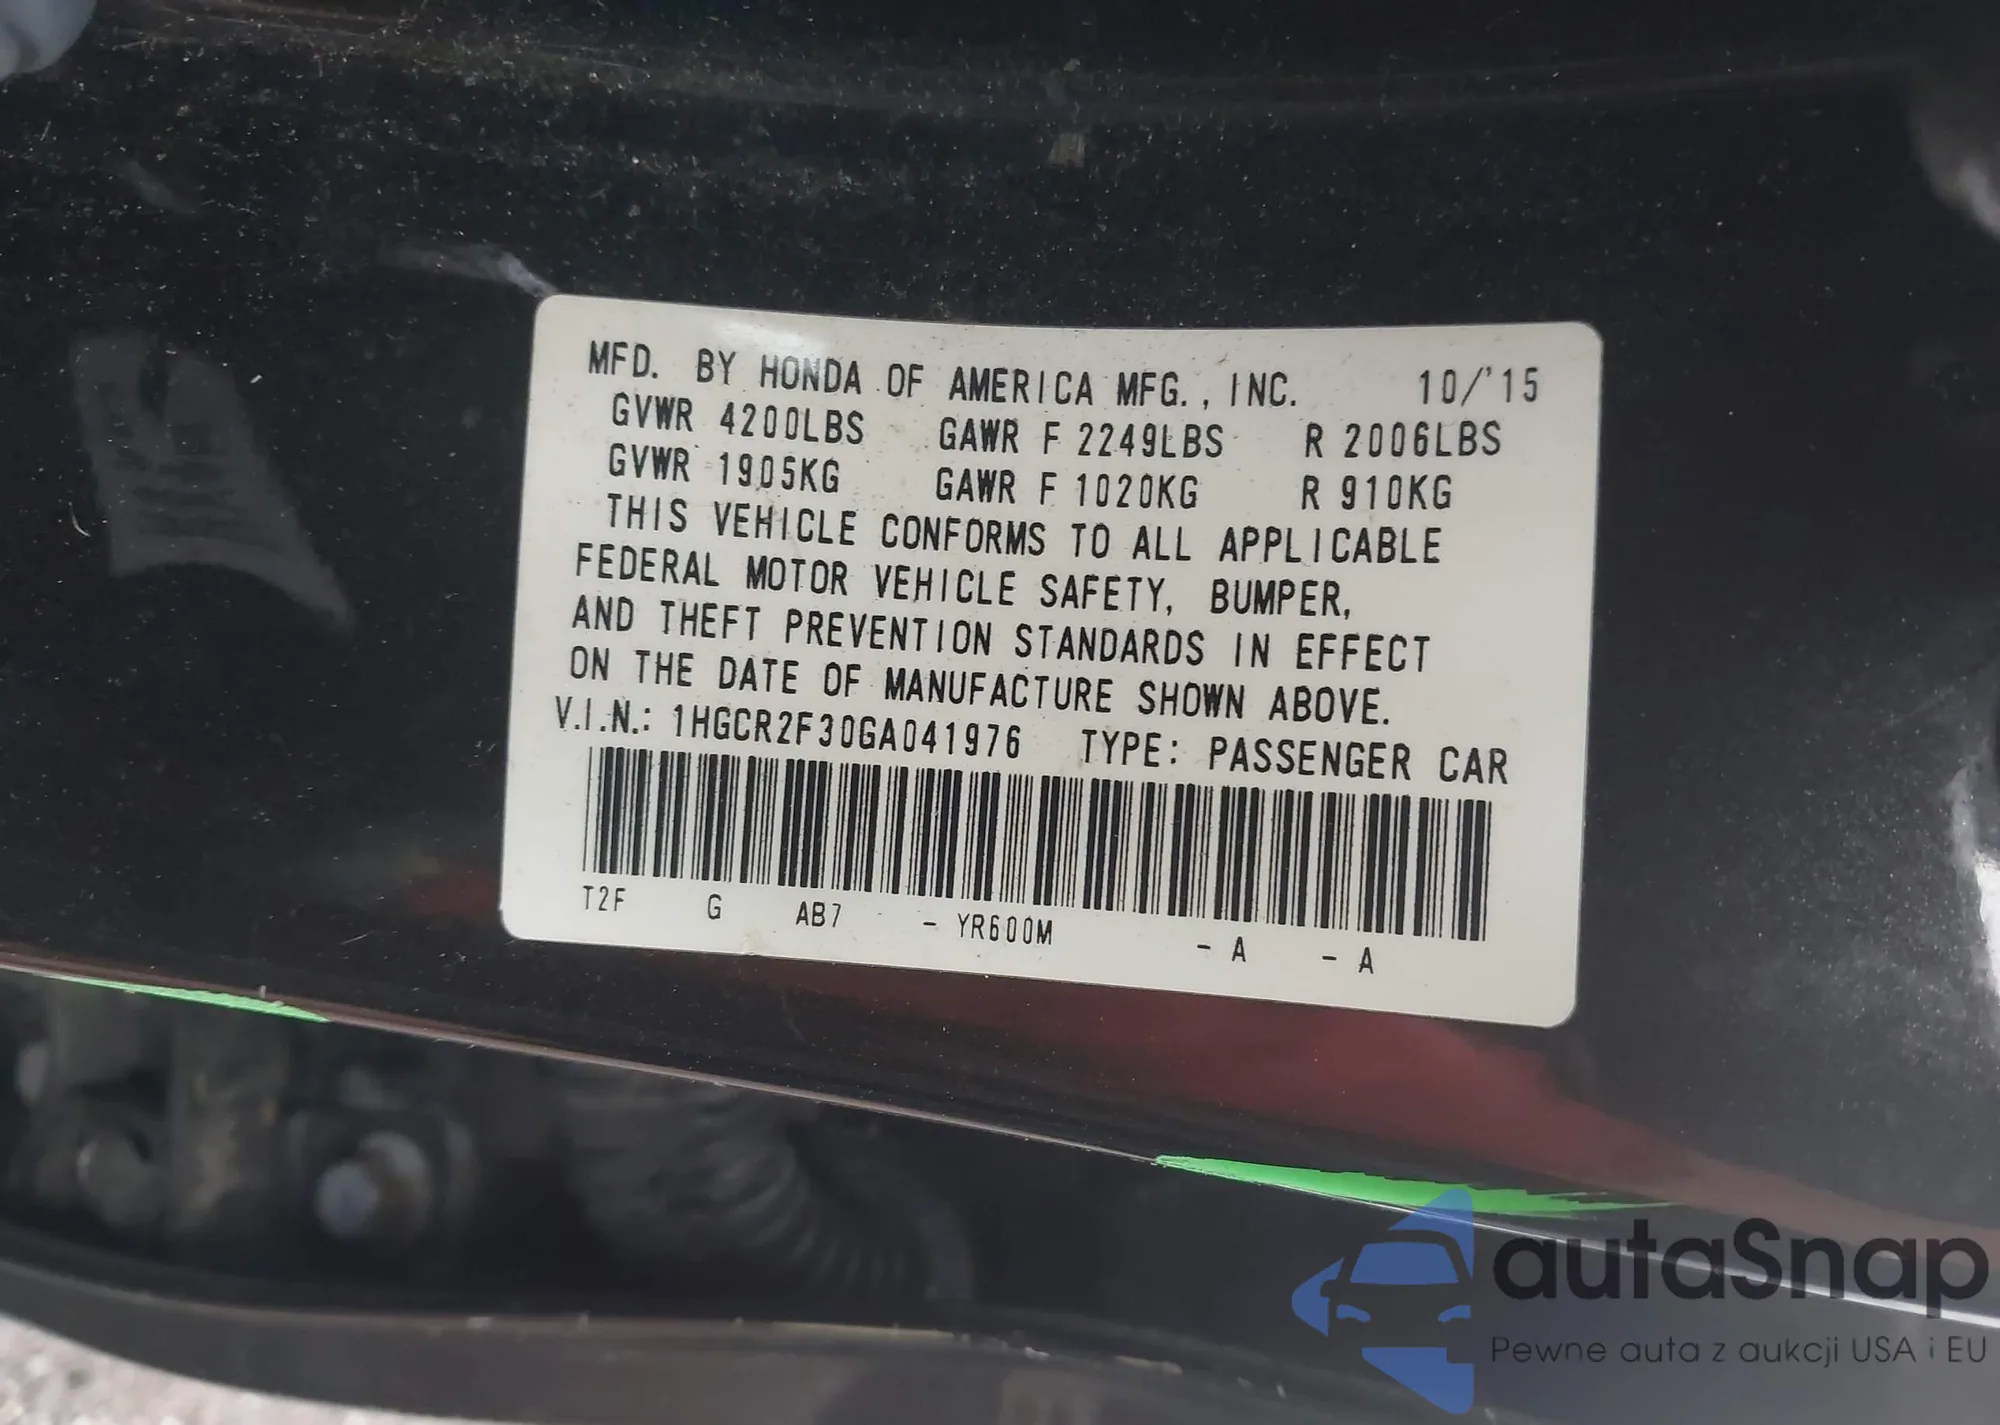 MFD. BY HONDA OF AMERICA MFG., INC. 10/'15
GVWR 4200LBS GAWR F 2249LBS R 2006LBS
GVWR 1905KG GAWR F 1020KG R 910KG
THIS VEHICLE CONFORMS TO ALL APPLICABLE
FEDERAL MOTOR VEHICLE SAFETY, BUMPER,
AND THEFT PREVENTION STANDARDS IN EFFECT
ON THE DATE OF MANUFACTURE SHOWN ABOVE.
V.I.N.: 1HGCR2F30GA041976 TYPE: PASSENGER CAR
T2F G AB7 - YR600M - A - A
autaSnap
Pewne auta z aukcji USA i EU